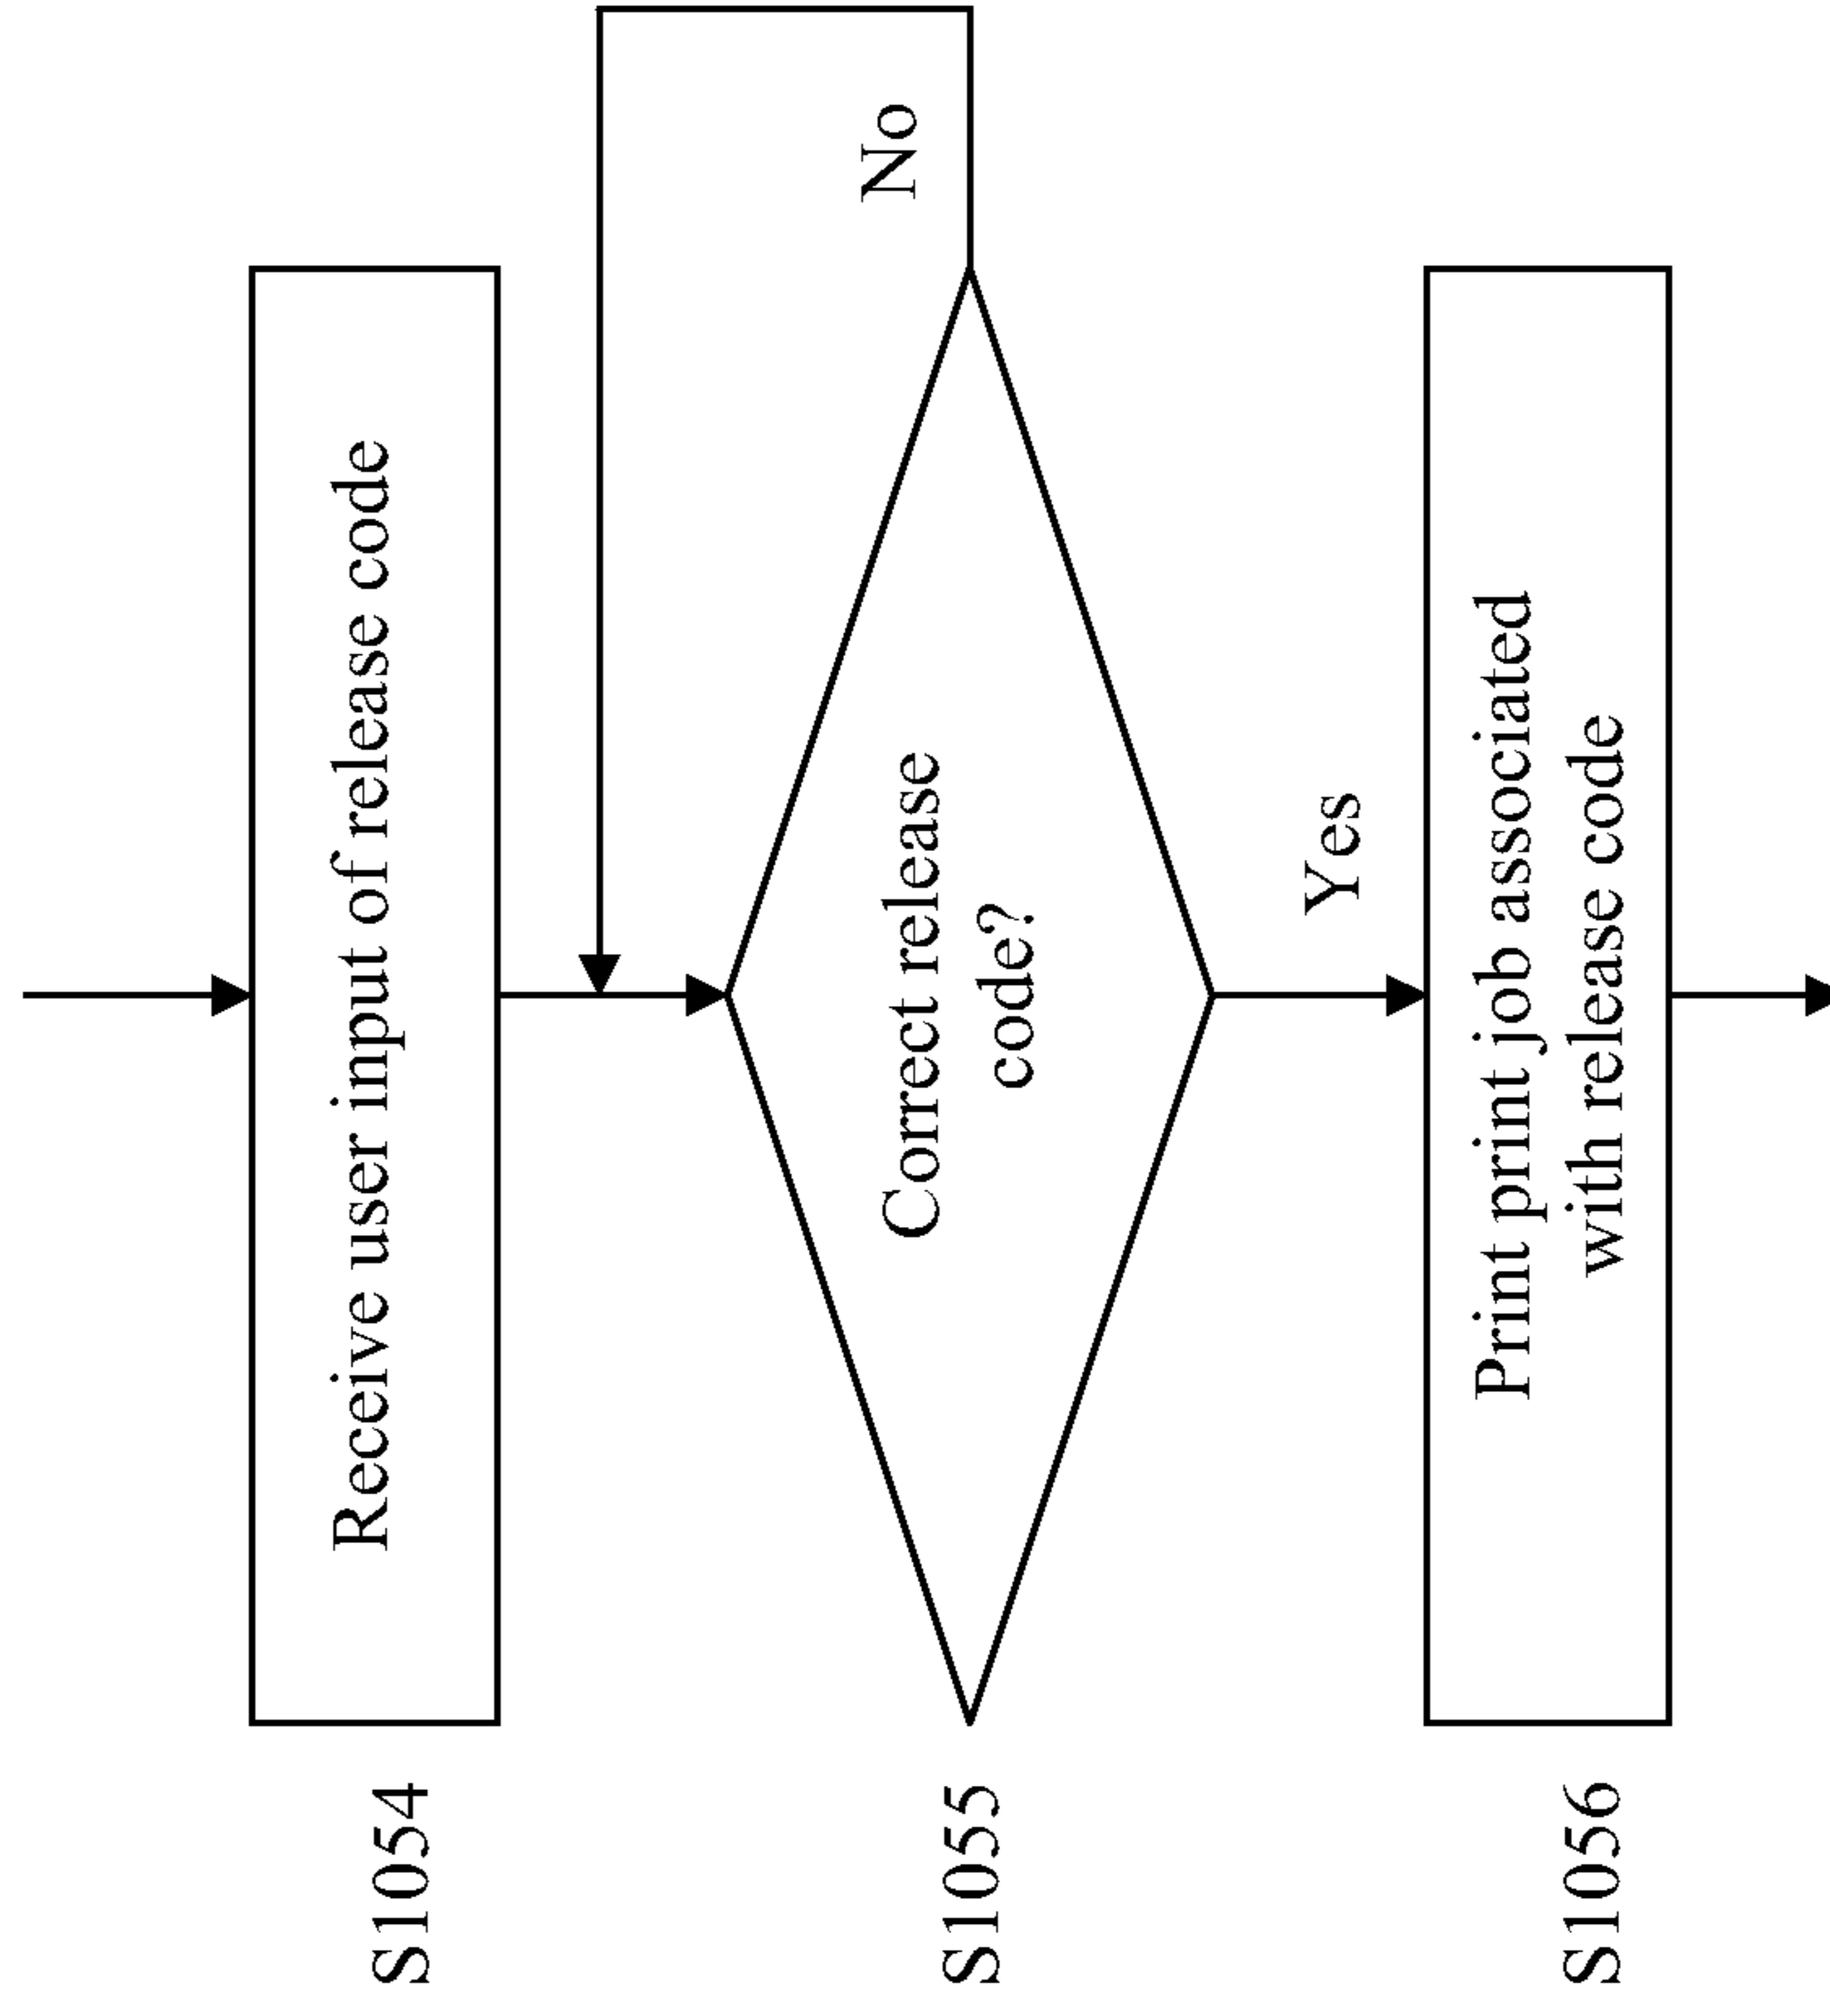 S1054
Receive user input of release code
S1055
Correct release
code?
No
Yes
S1056
Print print job associated
with release code